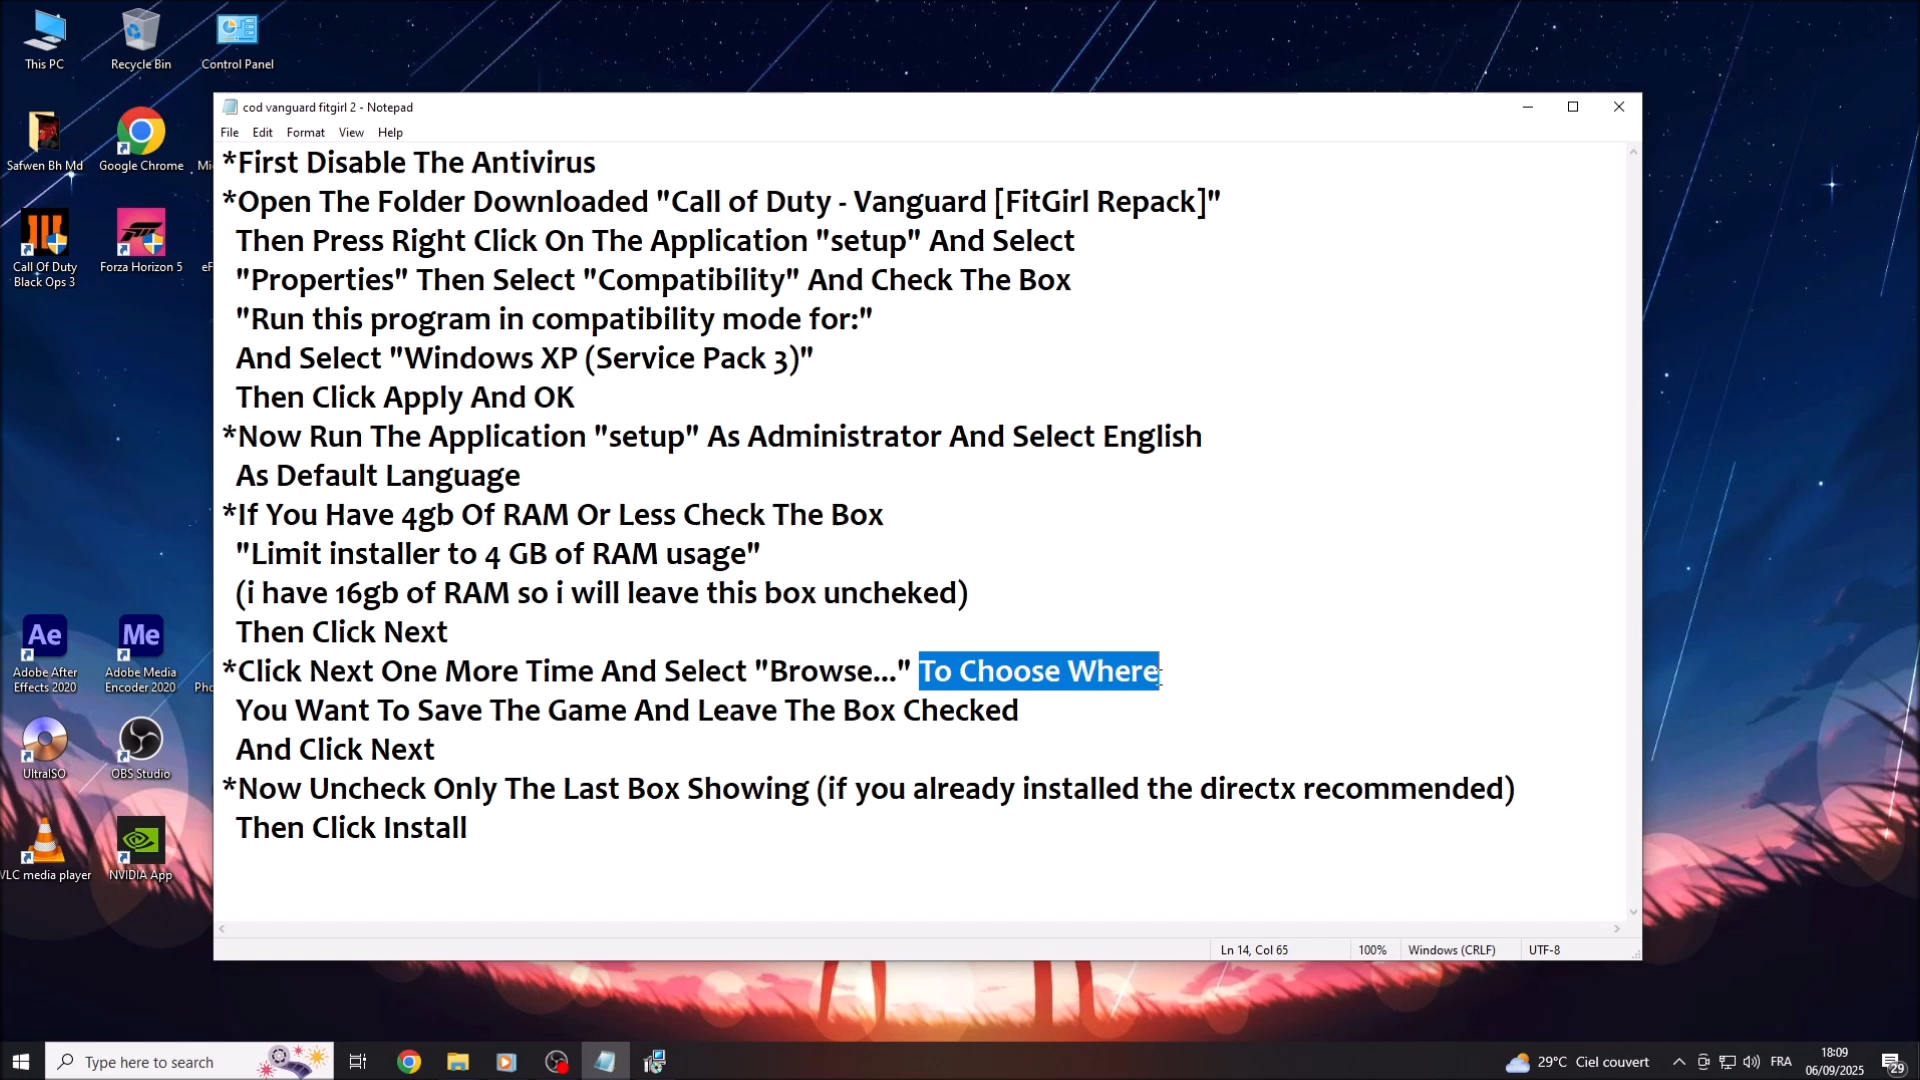 This PC
Recycle Bin
Control Panel
Safwen Bh Md
Google Chrome
Mi
Call Of Duty
Black Ops 3
Forza Horizon 5
eF
Ae
Adobe After
Effects 2020
Me
Adobe Media
Encoder 2020
Pho
UltraISO
OBS Studio
VLC media player
NVIDIA App
cod vanguard fitgirl 2 - Notepad
File Edit Format View Help
*First Disable The Antivirus
*Open The Folder Downloaded "Call of Duty - Vanguard [FitGirl Repack]"
Then Press Right Click On The Application "setup" And Select
"Properties" Then Select "Compatibility" And Check The Box
"Run this program in compatibility mode for:"
And Select "Windows XP (Service Pack 3)"
Then Click Apply And OK
*Now Run The Application "setup" As Administrator And Select English
As Default Language
*If You Have 4gb Of RAM Or Less Check The Box
"Limit installer to 4 GB of RAM usage"
(i have 16gb of RAM so i will leave this box uncheked)
Then Click Next
*Click Next One More Time And Select "Browse..." To Choose Where
You Want To Save The Game And Leave The Box Checked
And Click Next
*Now Uncheck Only The Last Box Showing (if you already installed the directx recommended)
Then Click Install
Ln 14, Col 65
100%
Windows (CRLF)
UTF-8
Type here to search
29°C Ciel couvert
FRA
18:09
06/09/2025
29